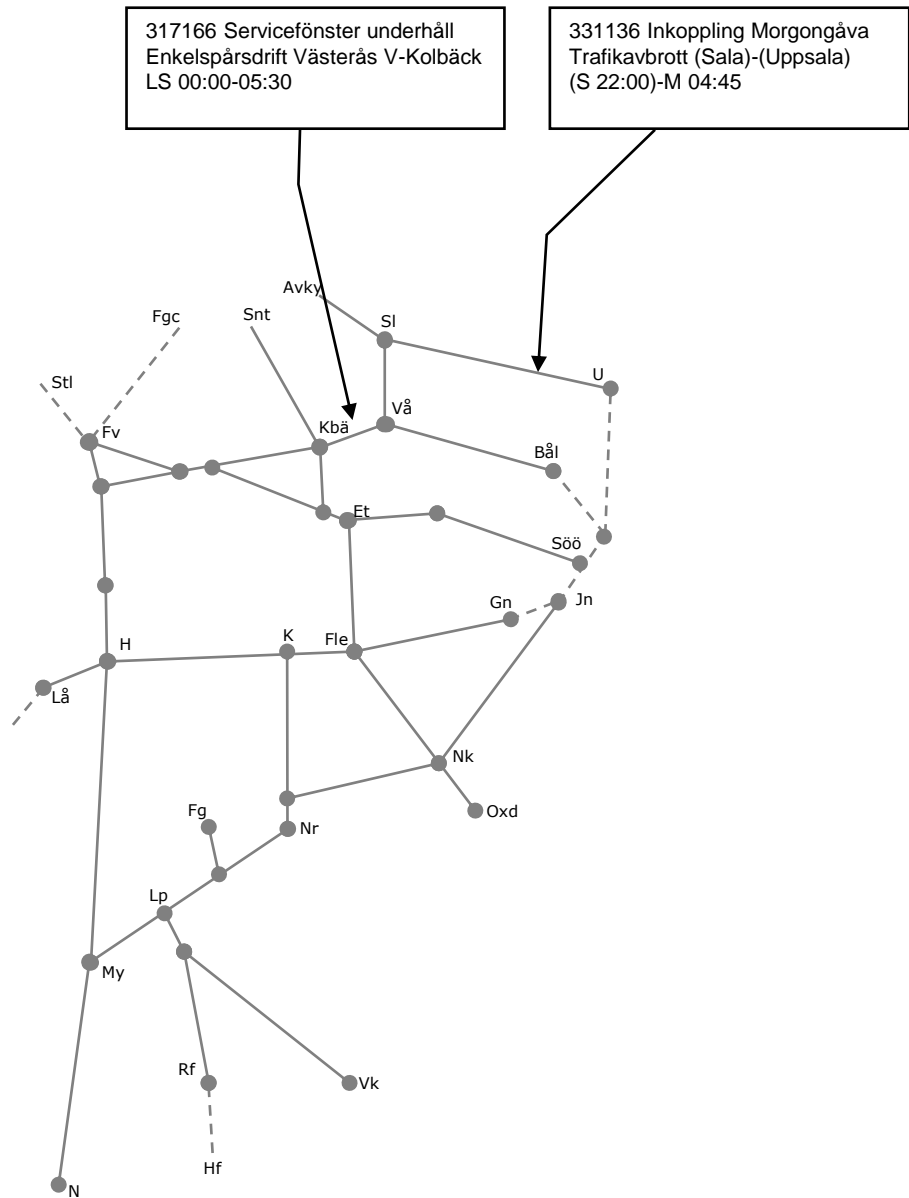 317166 Servicefönster underhåll
Enkelspårsdrift Västerås V-Kolbäck
LS 00:00-05:30
331136 Inkoppling Morgongåva
Trafikavbrott (Sala)-(Uppsala)
(S 22:00)-M 04:45
Avky
Fgc
Snt
Sl
Stl
U
Vå
Fv
Kbä
Bål
Et
Söö
Gn
Jn
H
K
Fle
Lå
Nk
Fg
Nr
Oxd
Lp
My
Rf
Vk
Hf
N